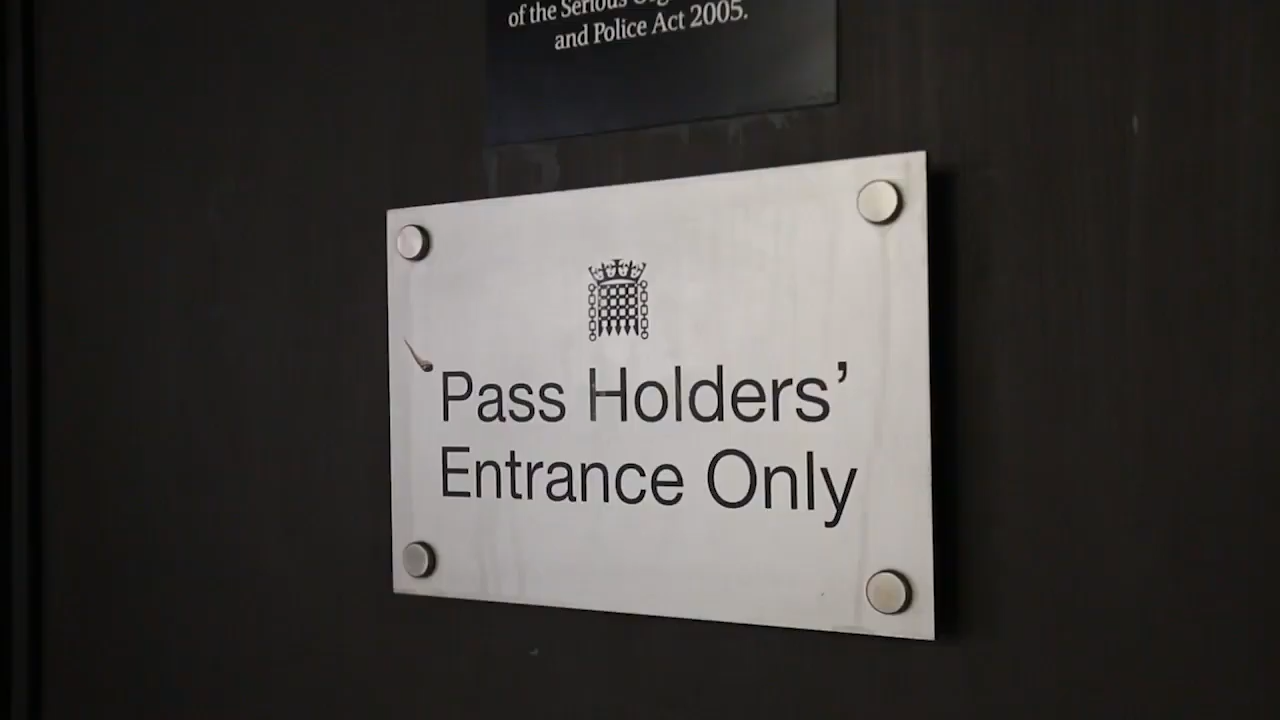 of the Serious
and Police Act 2005.
Pass Holders’
Entrance Only